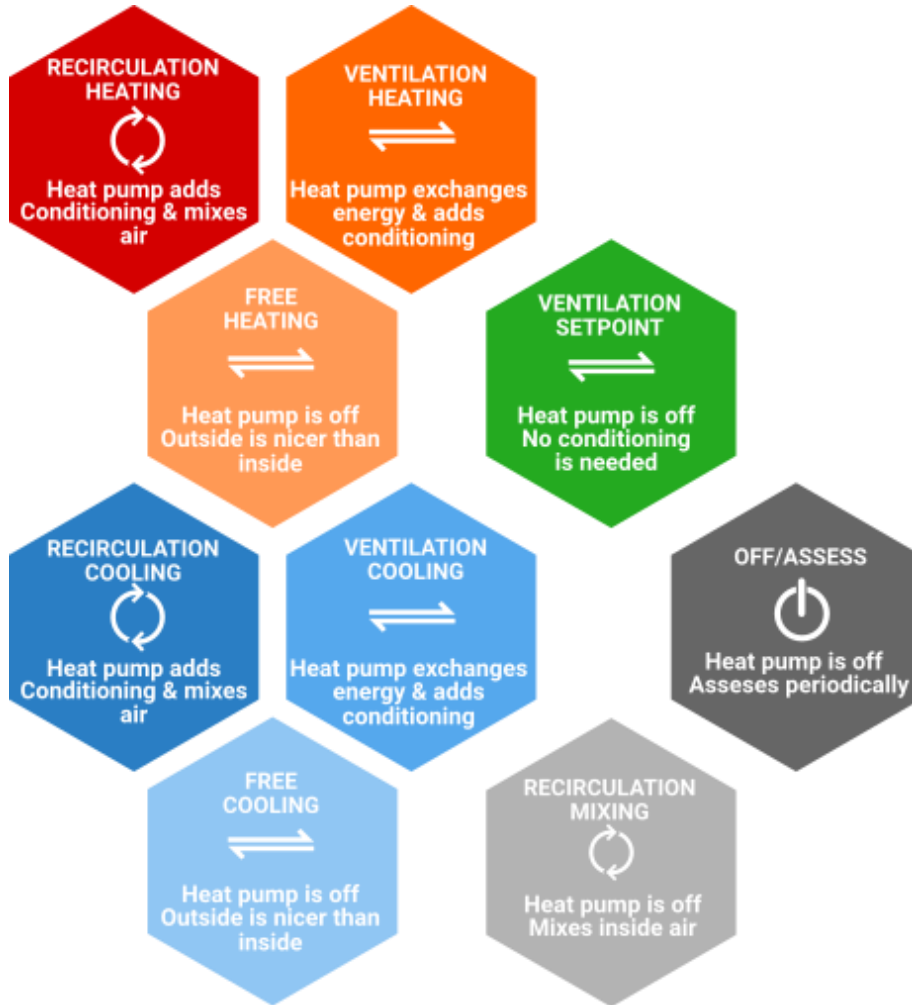 RECIRCULATION
HEATING
Heat pump adds
Conditioning & mixes
air
VENTILATION
HEATING
Heat pump exchanges
energy & adds
conditioning
FREE
HEATING
Heat pump is off
Outside is nicer than
inside
VENTILATION
SETPOINT
Heat pump is off
No conditioning
is needed
RECIRCULATION
COOLING
Heat pump adds
Conditioning & mixes
air
VENTILATION
COOLING
Heat pump exchanges
energy & adds
conditioning
OFF/ASSESS
Heat pump is off
Asseses periodically
FREE
COOLING
Heat pump is off
Outside is nicer than
inside
RECIRCULATION
MIXING
Heat pump is off
Mixes inside air